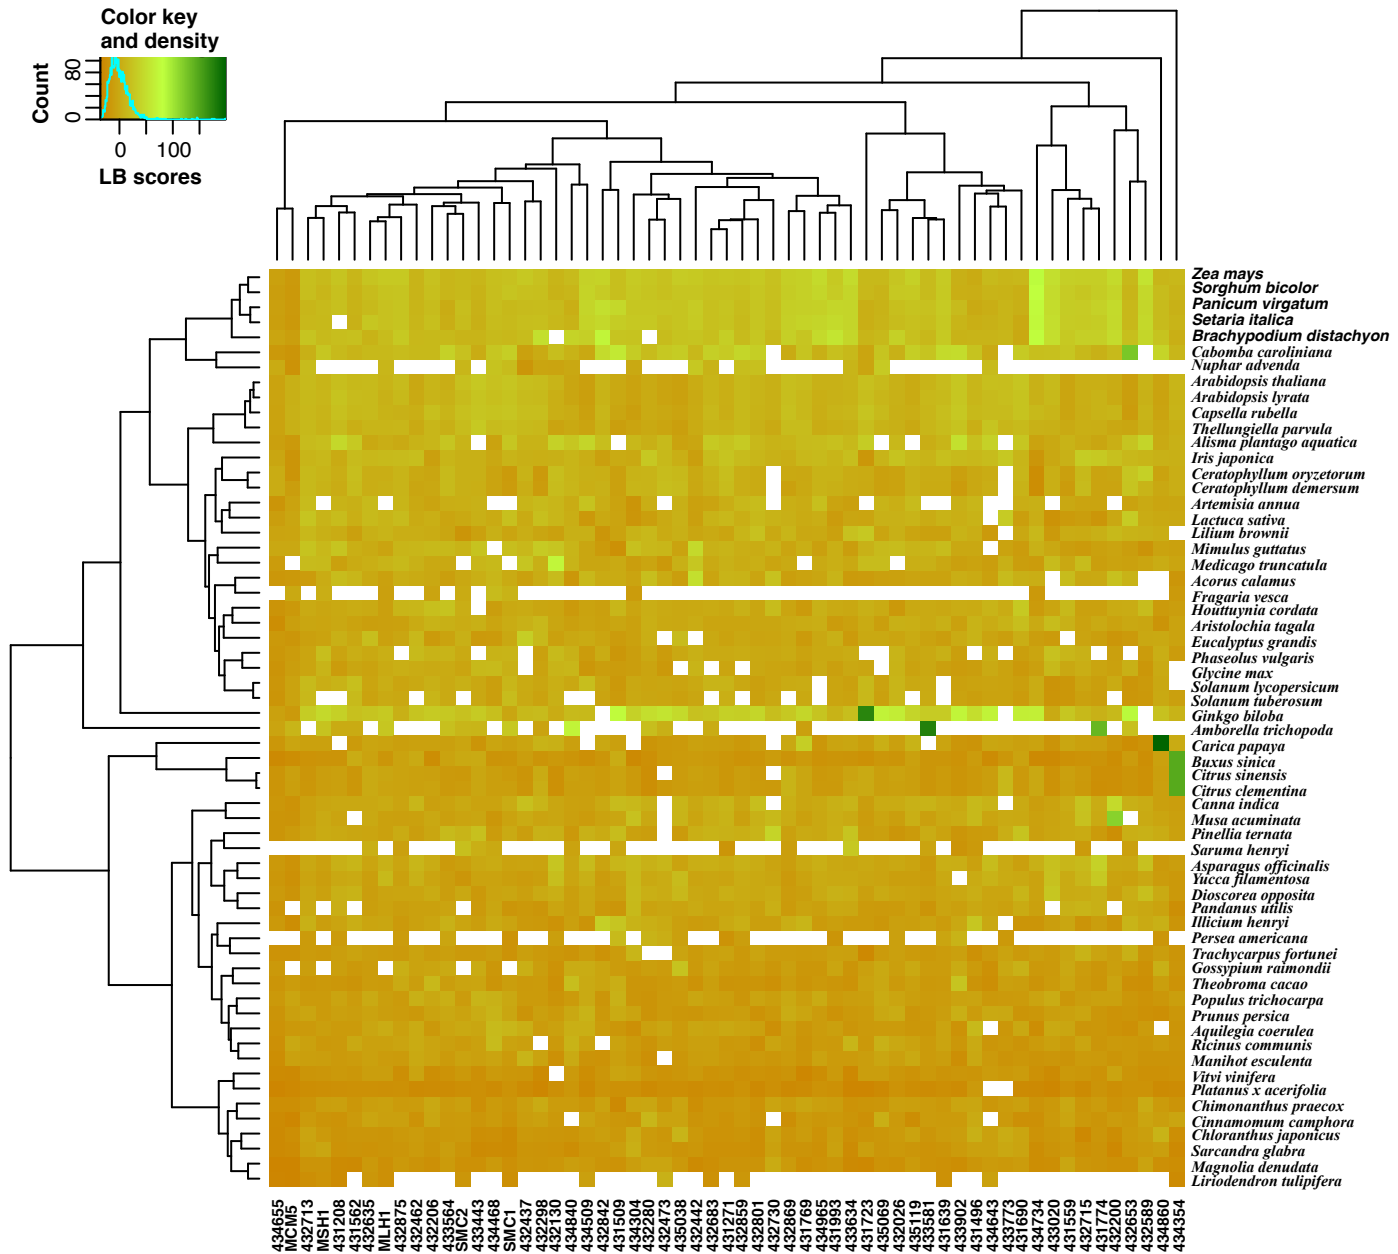 Color key
and density
Count
0
80
0
100
LB scores
Zea mays
Sorghum bicolor
Panicum virgatum
Setaria italica
Brachypodium distachyon
Cabomba caroliniana
Nuphar advenda
Arabidopsis thaliana
Arabidopsis lyrata
Capsella rubella
Thellungiella parvula
Alisma plantago aquatica
Iris japonica
Ceratophyllum oryzetorum
Ceratophyllum demersum
Artemisia annua
Lactuca sativa
Lilium brownii
Mimulus guttatus
Medicago truncatula
Acorus calamus
Fragaria vesca
Houttuynia cordata
Aristolochia tagala
Eucalyptus grandis
Phaseolus vulgaris
Glycine max
Solanum lycopersicum
Solanum tuberosum
Ginkgo biloba
Amborella trichopoda
Carica papaya
Buxus sinica
Citrus sinensis
Citrus clementina
Canna indica
Musa acuminata
Pinellia ternata
Saruma henryi
Asparagus officinalis
Yucca filamentosa
Dioscorea opposita
Pandanus utilis
Illicium henryi
Persea americana
Trachycarpus fortunei
Gossypium raimondii
Theobroma cacao
Populus trichocarpa
Prunus persica
Aquilegia coerulea
Ricinus communis
Manihot esculenta
Vitvi vinifera
Platanus x acerifolia
Chimonanthus praecox
Cinnamomum camphora
Chloranthus japonicus
Sarcandra glabra
Magnolia denudata
Liriodendron tulipifera
434655
MCM5
432713
MSH1
431208
431562
432635
MLH1
432875
432462
432206
433564
SMC2
433443
434468
SMC1
432437
432298
432130
434840
434509
432842
431509
434304
432280
432473
435038
432442
432683
431271
432859
432801
432730
432869
431769
434965
431993
433634
431723
435069
432026
435119
433581
431639
433902
431496
434643
433773
431690
434734
433020
431559
432715
431774
432200
432653
432589
434860
434354